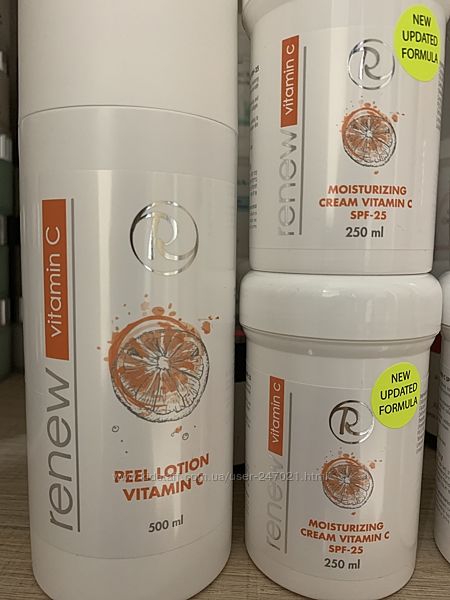 renew
vitamin C
R
PEEL LOTION
VITAMIN C
500 ml
renew
vitamin c
R
NEW
UPDATED
FORMULA
MOISTURIZING
CREAM VITAMIN C
SPF-25
250 ml
renew
vitamin c
R
NEW
UPDATED
FORMULA
MOISTURIZING
CREAM VITAMIN C
SPF-25
250 ml